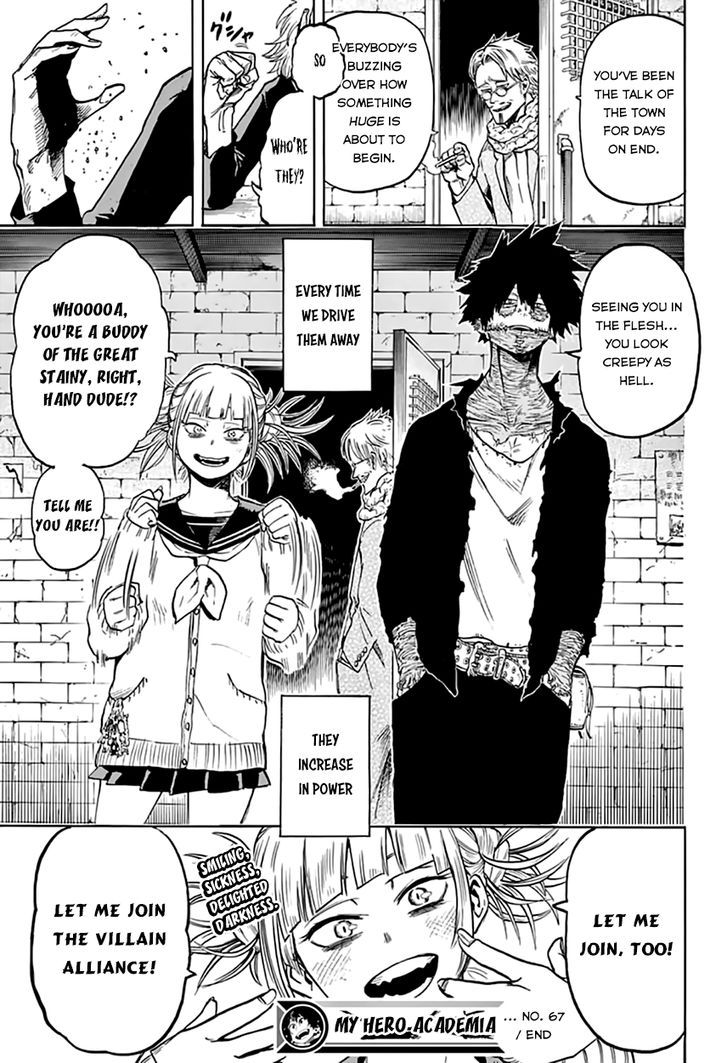 YOU'VE BEEN
THE TALK OF
THE TOWN
FOR DAYS
ON END.
EVERYBODY'S
BUZZING
OVER HOW
SOMETHING
HUGE IS
ABOUT TO
BEGIN.
SO
WHO'RE
THEY?
グシャ
SEEING YOU IN
THE FLESH...
YOU LOOK
CREEPY AS
HELL.
EVERY TIME
WE DRIVE
THEM AWAY
WHOOOOA,
YOU'RE A BUDDY
OF THE GREAT
STAINY, RIGHT,
HAND DUDE!?
TELL ME
YOU ARE!!
THEY
INCREASE
IN POWER
LET ME
JOIN, TOO!
SMILING,
SICKNESS,
DELIGHTED
DARKNESS.
LET ME JOIN
THE VILLAIN
ALLIANCE!
MY HERO ACADEMIA
... NO. 67
/ END